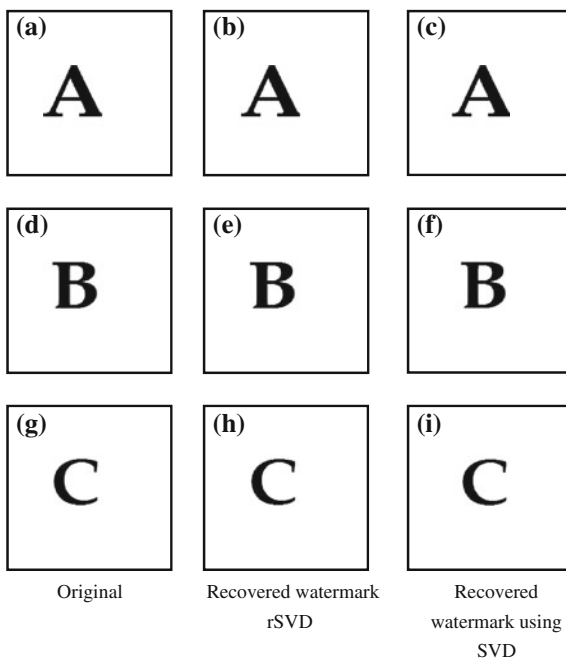 (a) (b) (c)
A A A
(d) (e) (f)
B B B
(g) (h) (i)
C C C
Original
Recovered watermark
rSVD
Recovered
watermark using
SVD